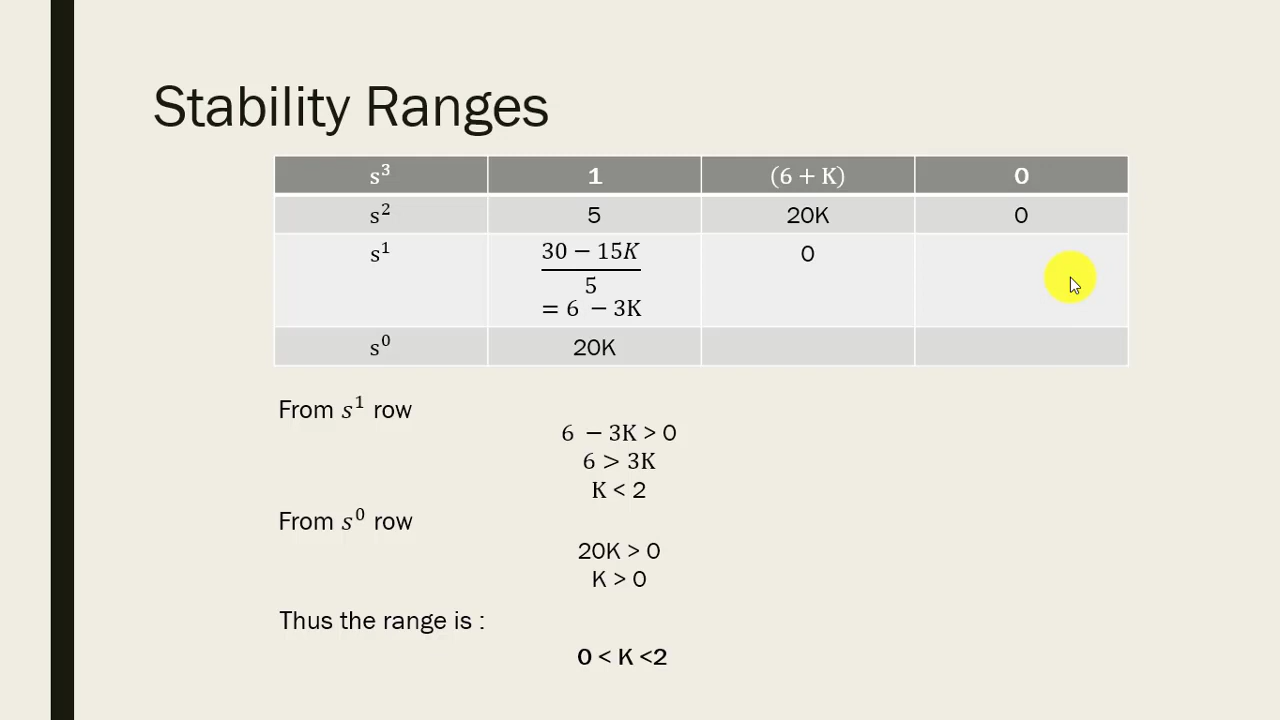 Stability Ranges
s³ 1 (6 + K) 0
s² 5 20K 0
s¹ 30 − 15K 0
5
= 6 − 3K
s⁰ 20K
From s¹ row
6 − 3K > 0
6 > 3K
K < 2
From s⁰ row
20K > 0
K > 0
Thus the range is :
0 < K <2